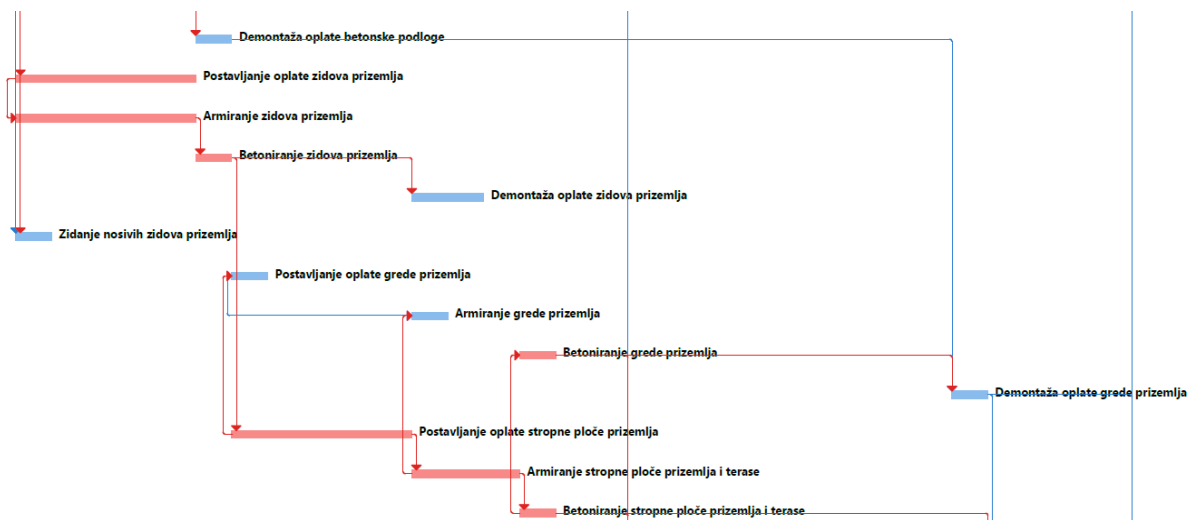 Demontaža oplate betonske podloge
Postavljanje oplate zidova prizemlja
Armiranje zidova prizemlja
Betoniranje zidova prizemlja
Demontaža oplate zidova prizemlja
Zidanje nosivih zidova prizemlja
Postavljanje oplate grede prizemlja
Armiranje grede prizemlja
Betoniranje grede prizemlja
Demontaža oplate grede prizemlja
Postavljanje oplate stropne ploče prizemlja
Armiranje stropne ploče prizemlja i terase
Betoniranje stropne ploče prizemlja i terase